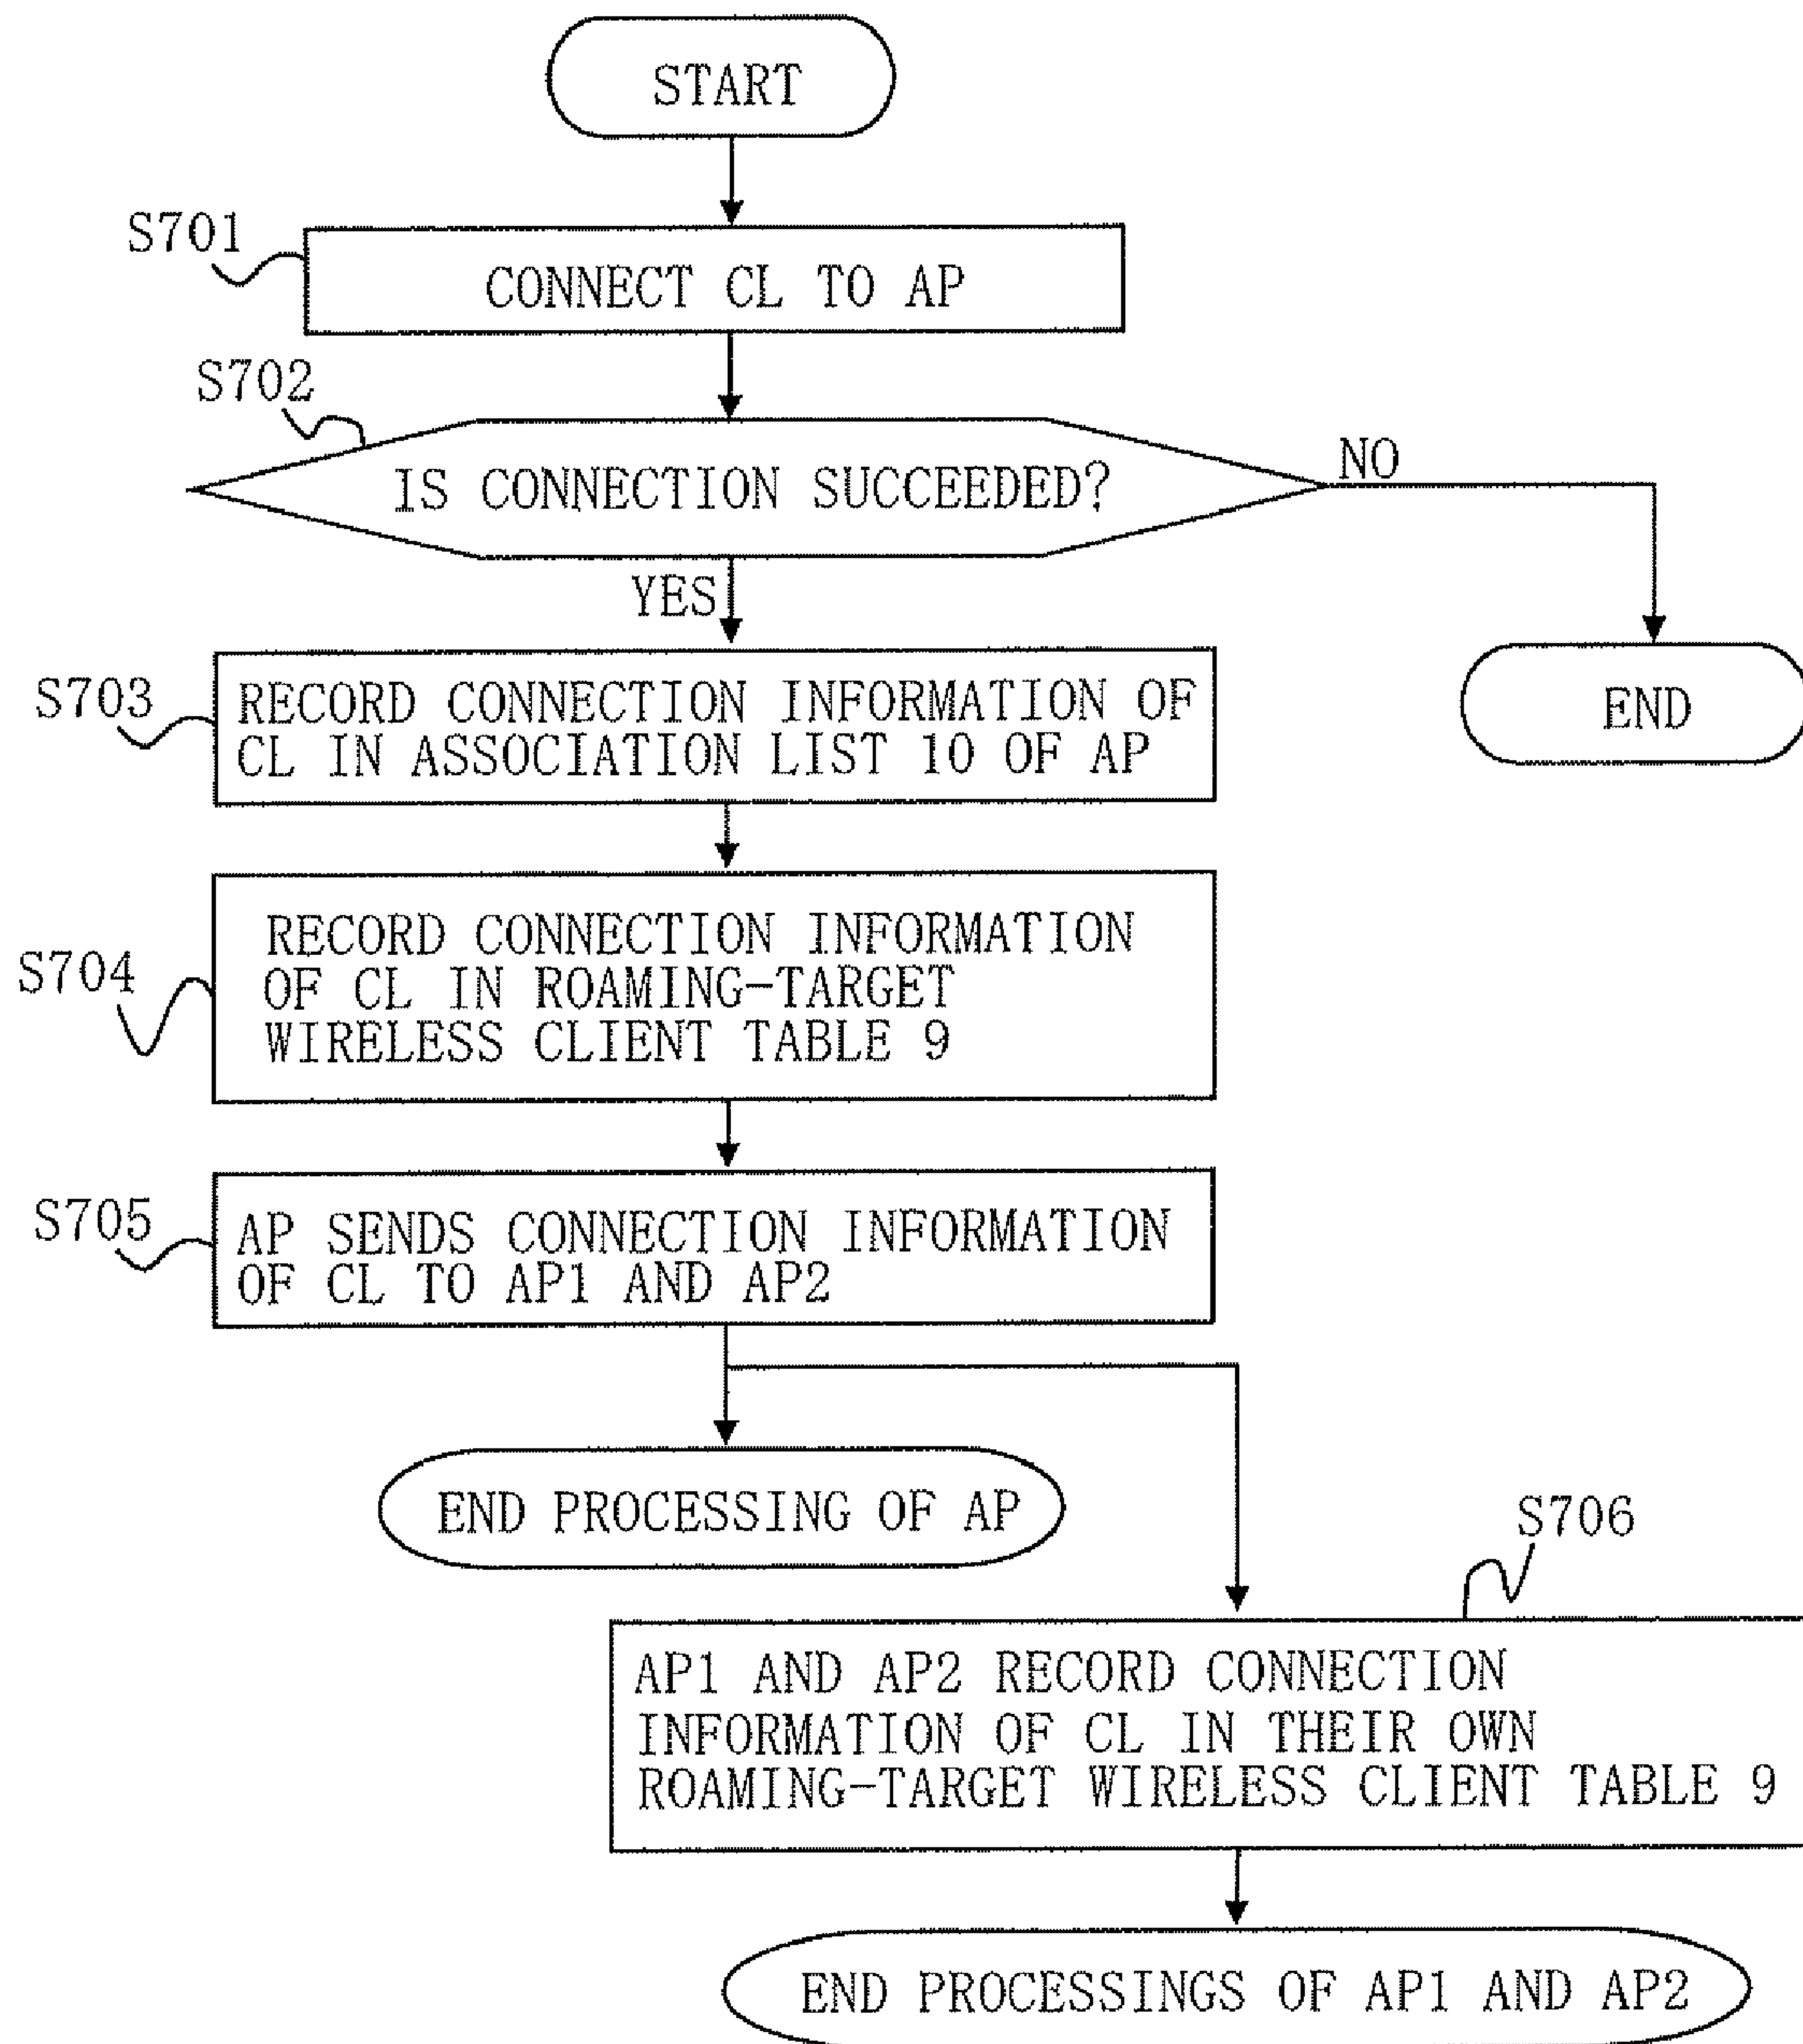 START
S701
CONNECT CL TO AP
S702
IS CONNECTION SUCCEEDED?
NO
YES
END
S703
RECORD CONNECTION INFORMATION OF
CL IN ASSOCIATION LIST 10 OF AP
S704
RECORD CONNECTION INFORMATION
OF CL IN ROAMING-TARGET
WIRELESS CLIENT TABLE 9
S705
AP SENDS CONNECTION INFORMATION
OF CL TO AP1 AND AP2
END PROCESSING OF AP
S706
AP1 AND AP2 RECORD CONNECTION
INFORMATION OF CL IN THEIR OWN
ROAMING-TARGET WIRELESS CLIENT TABLE 9
END PROCESSINGS OF AP1 AND AP2